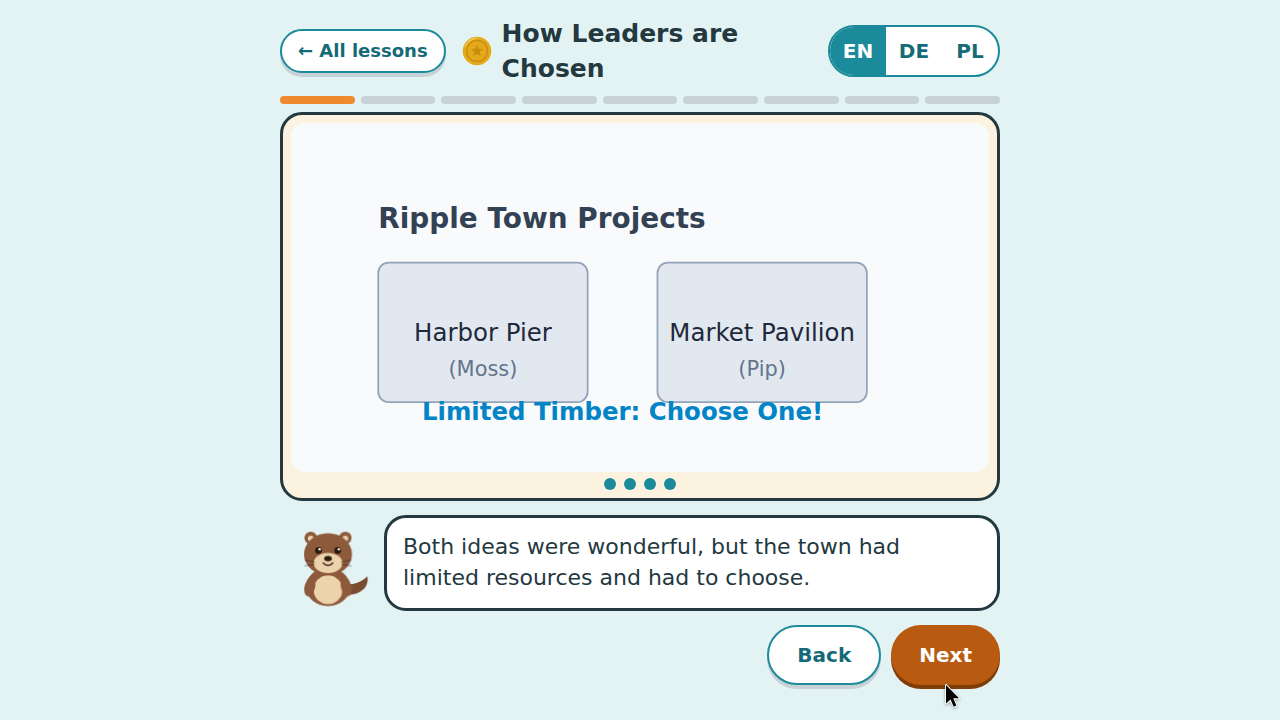 ← All lessons
How Leaders are
Chosen
EN DE PL
Ripple Town Projects
Harbor Pier
(Moss)
Market Pavilion
(Pip)
Limited Timber: Choose One!
Both ideas were wonderful, but the town had
limited resources and had to choose.
Back
Next